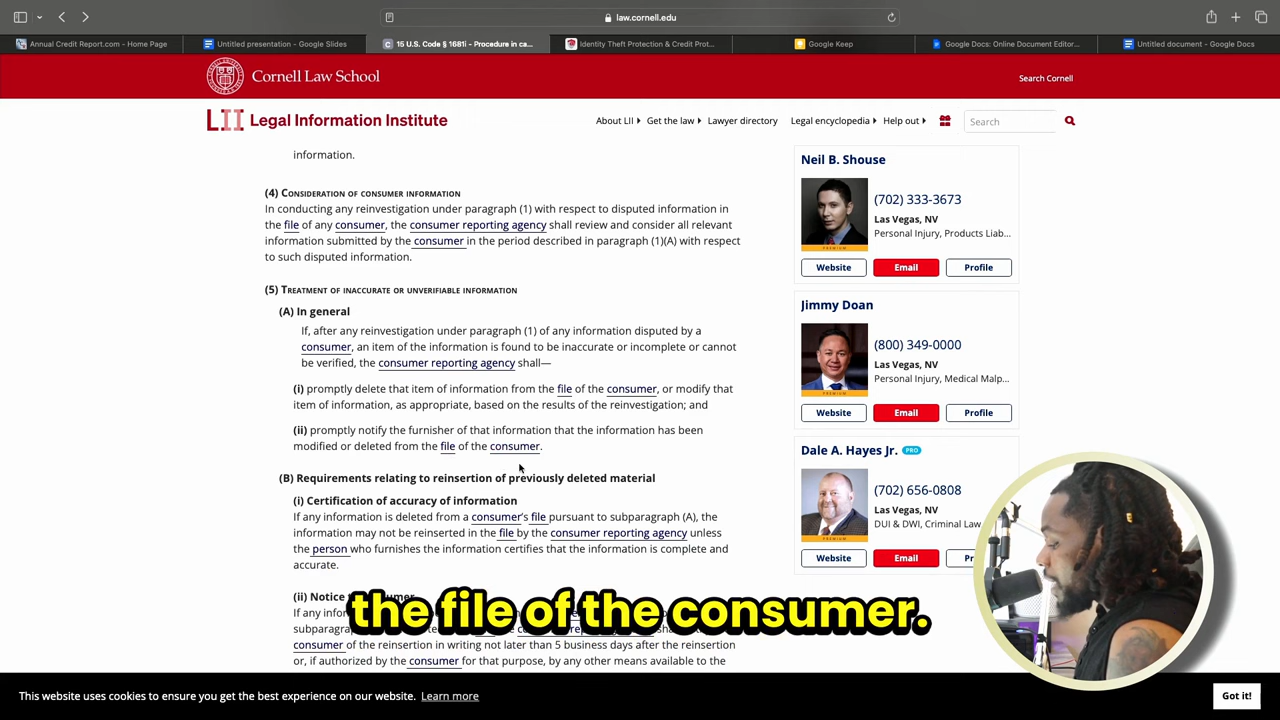 law.cornell.edu
Annual Credit Report.com - Home Page
Untitled presentation - Google Slides
15 U.S. Code § 1681i - Procedure in ca...
Identity Theft Protection & Credit Prot...
Google Keep
Google Docs: Online Document Editor...
Untitled document - Google Docs
Cornell Law School
Search Cornell
LII Legal Information Institute
About LII
Get the law
Lawyer directory
Legal encyclopedia
Help out
Search
information.
(4) Consideration of consumer information
In conducting any reinvestigation under paragraph (1) with respect to disputed information in
the file of any consumer, the consumer reporting agency shall review and consider all relevant
information submitted by the consumer in the period described in paragraph (1)(A) with respect
to such disputed information.
(5) Treatment of inaccurate or unverifiable information
(A) In general
If, after any reinvestigation under paragraph (1) of any information disputed by a
consumer, an item of the information is found to be inaccurate or incomplete or cannot
be verified, the consumer reporting agency shall—
(i) promptly delete that item of information from the file of the consumer, or modify that
item of information, as appropriate, based on the results of the reinvestigation; and
(ii) promptly notify the furnisher of that information that the information has been
modified or deleted from the file of the consumer.
(B) Requirements relating to reinsertion of previously deleted material
(i) Certification of accuracy of information
If any information is deleted from a consumer's file pursuant to subparagraph (A), the
information may not be reinserted in the file by the consumer reporting agency unless
the person who furnishes the information certifies that the information is complete and
accurate.
(ii) Notice
If any
subparagraph
consumer of the reinsertion in writing not later than 5 business days after the reinsertion
or, if authorized by the consumer for that purpose, by any other means available to the
the file of the consumer.
Neil B. Shouse
(702) 333-3673
Las Vegas, NV
Personal Injury, Products Liab...
PREMIUM
Website
Email
Profile
Jimmy Doan
(800) 349-0000
Las Vegas, NV
Personal Injury, Medical Malp...
PREMIUM
Website
Email
Profile
Dale A. Hayes Jr. PRO
(702) 656-0808
Las Vegas, NV
DUI & DWI, Criminal Law
PREMIUM
Website
Email
This website uses cookies to ensure you get the best experience on our website. Learn more
Got it!